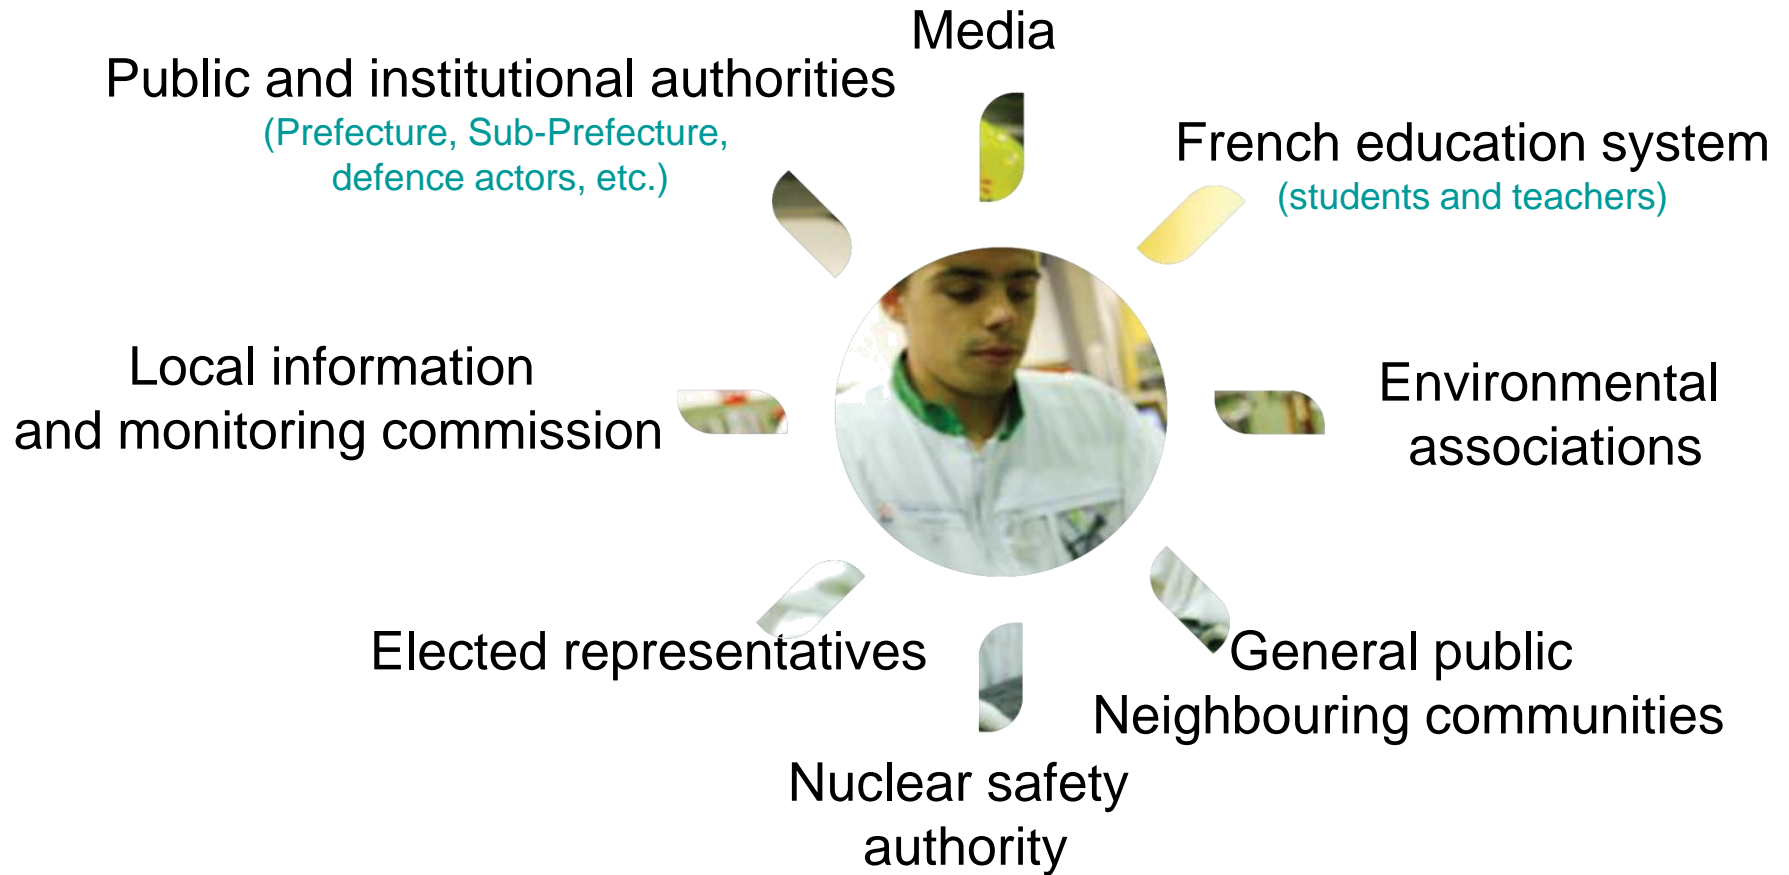 Media
Public and institutional authorities
(Prefecture, Sub-Prefecture,
defence actors, etc.)
French education system
(students and teachers)
Local information
and monitoring commission
Environmental
associations
Elected representatives
General public
Neighbouring communities
Nuclear safety
authority